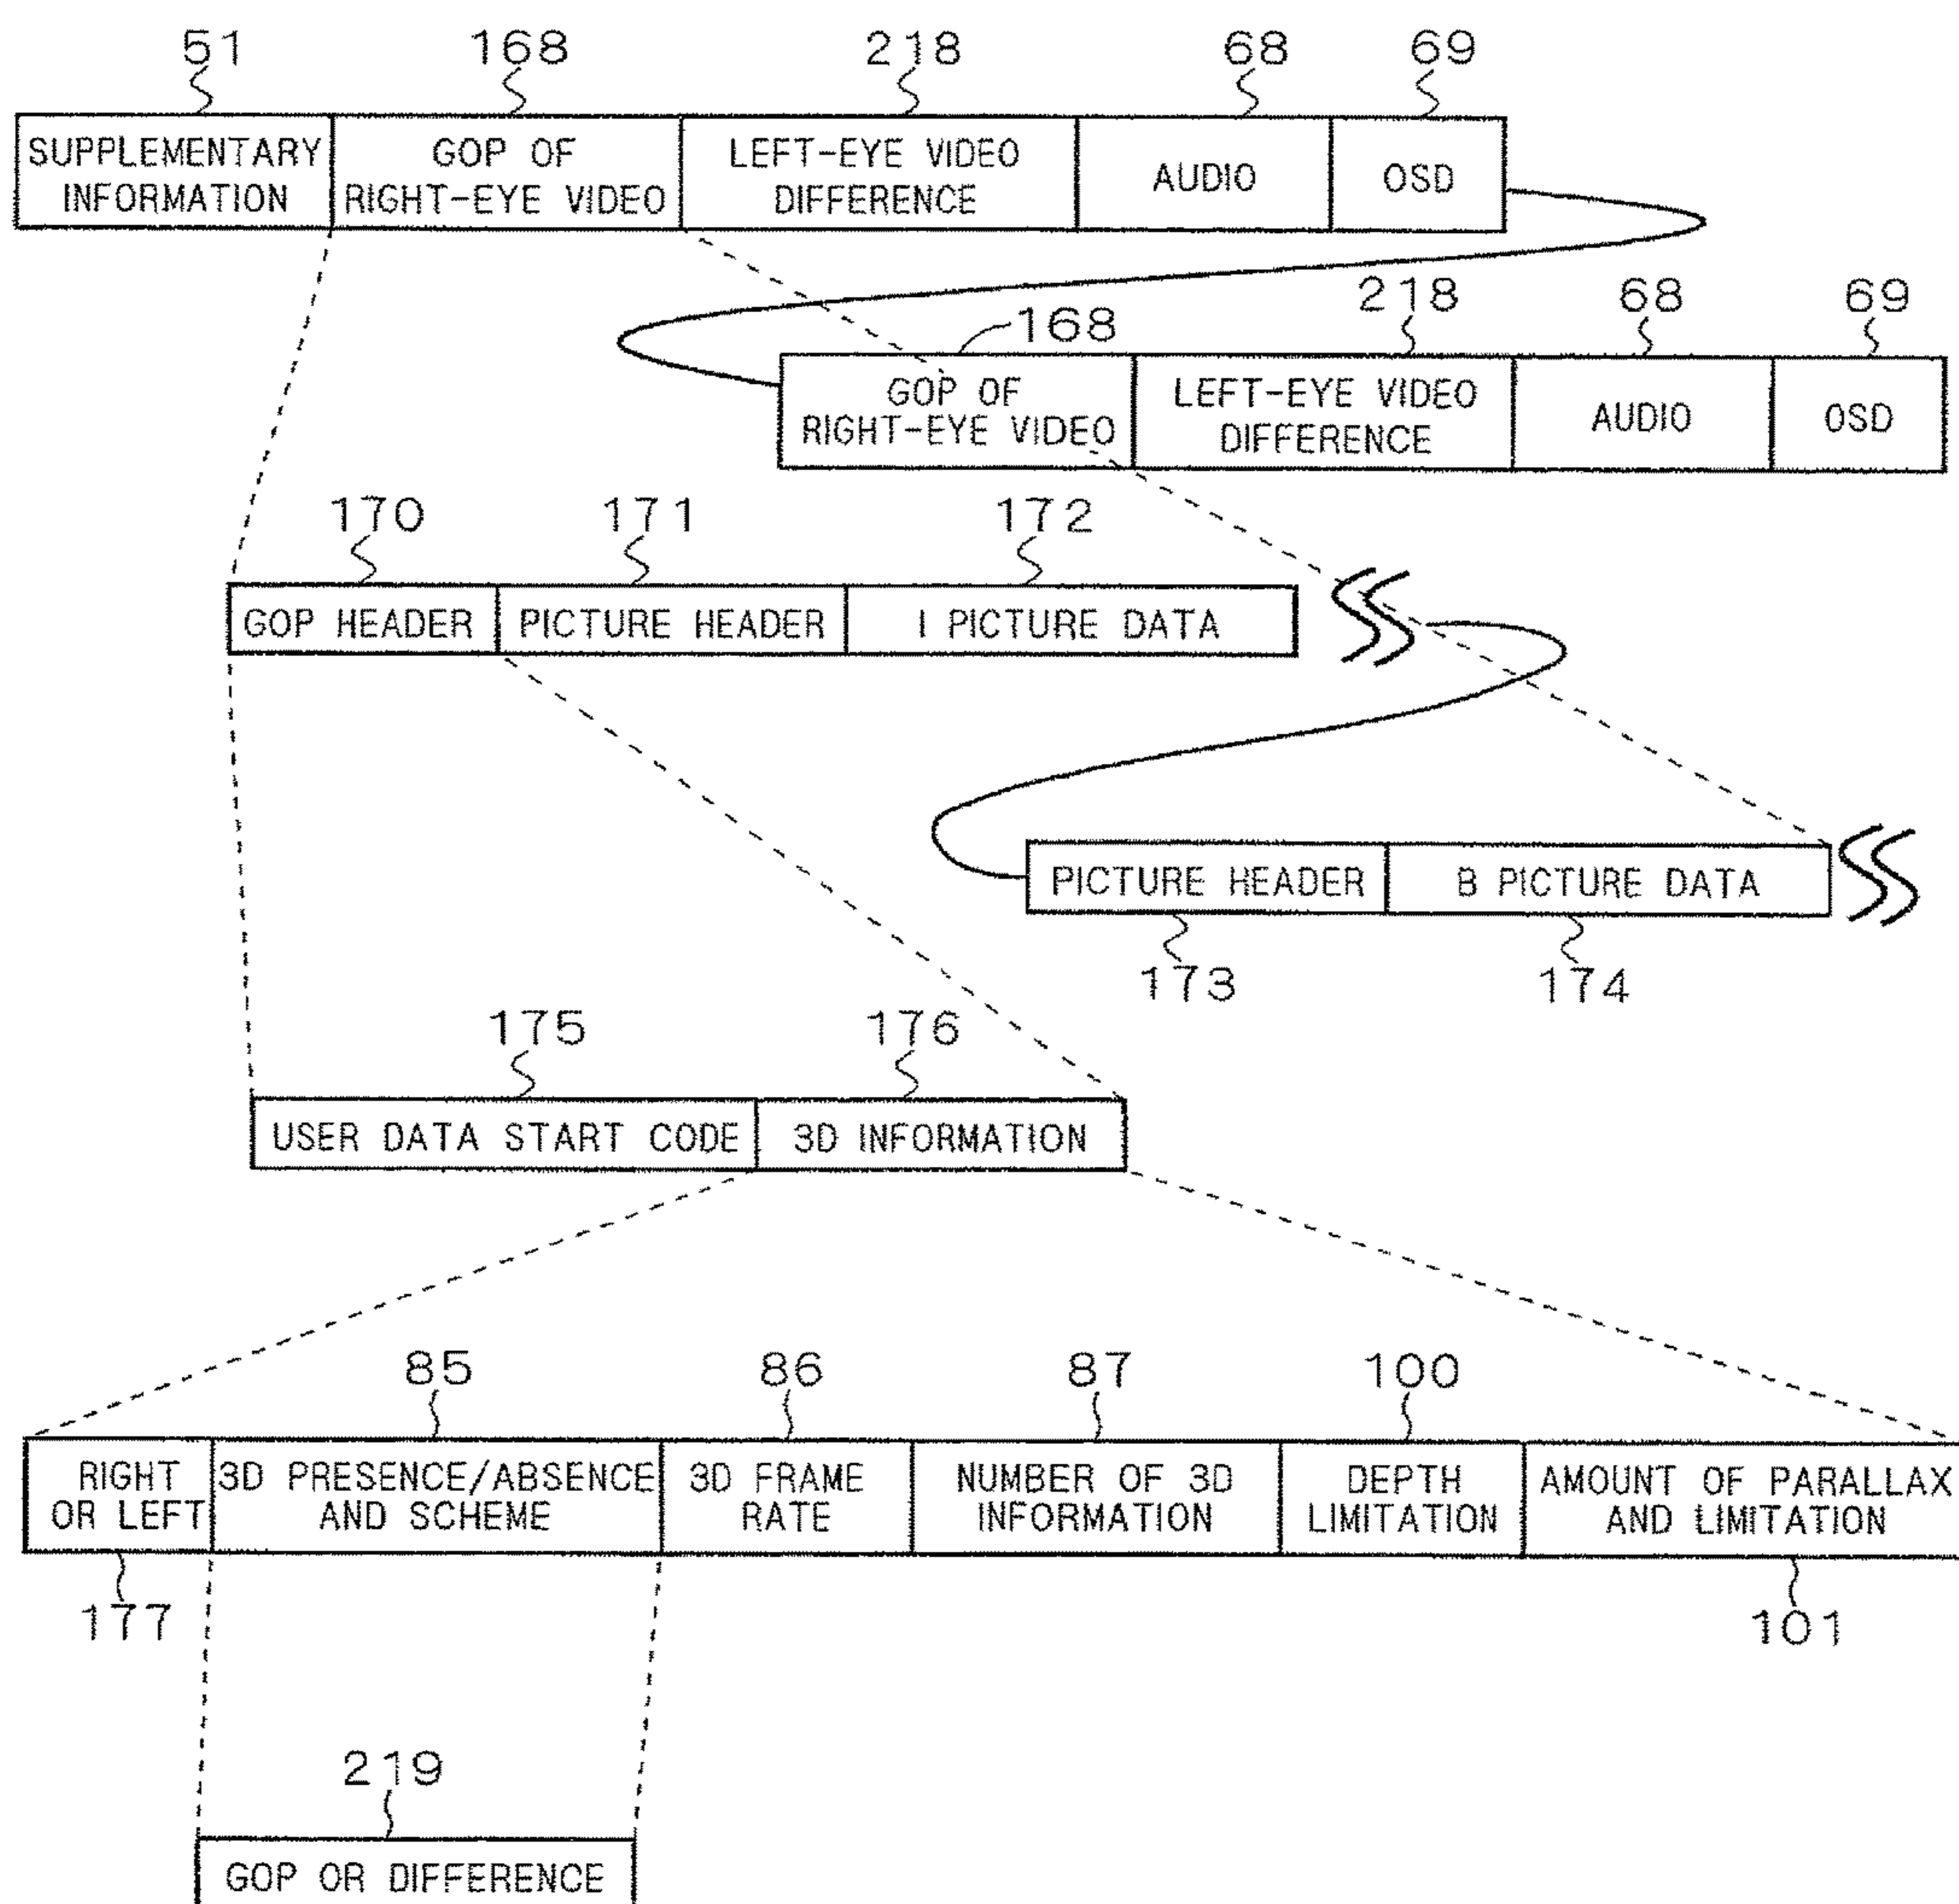 51 168 218 68 69
SUPPLEMENTARY INFORMATION
GOP OF RIGHT-EYE VIDEO
LEFT-EYE VIDEO DIFFERENCE
AUDIO
OSD
168 218 68 69
GOP OF RIGHT-EYE VIDEO
LEFT-EYE VIDEO DIFFERENCE
AUDIO
OSD
170 171 172
GOP HEADER PICTURE HEADER I PICTURE DATA
PICTURE HEADER B PICTURE DATA
173 174
175 176
USER DATA START CODE 3D INFORMATION
85 86 87 100
RIGHT OR LEFT
3D PRESENCE/ABSENCE AND SCHEME
3D FRAME RATE
NUMBER OF 3D INFORMATION
DEPTH LIMITATION
AMOUNT OF PARALLAX AND LIMITATION
177 101
219
GOP OR DIFFERENCE